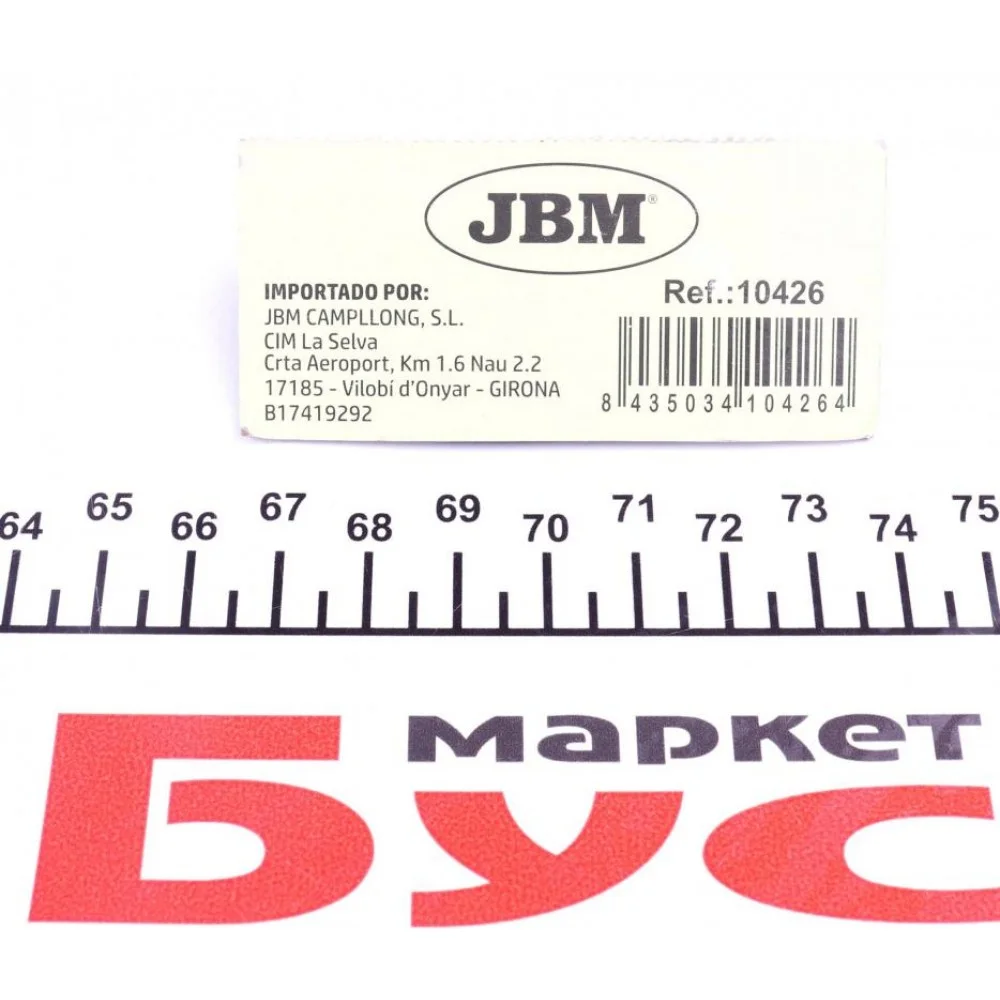 JBM®
IMPORTADO POR:
JBM CAMPLLONG, S.L.
CIM La Selva
Crta Aeroport, Km 1.6 Nau 2.2
17185 - Vilobí d'Onyar - GIRONA
B17419292
Ref.:10426
8 435034 104264
64 65 66 67 68 69 70 71 72 73 74 75
маркет
БУС